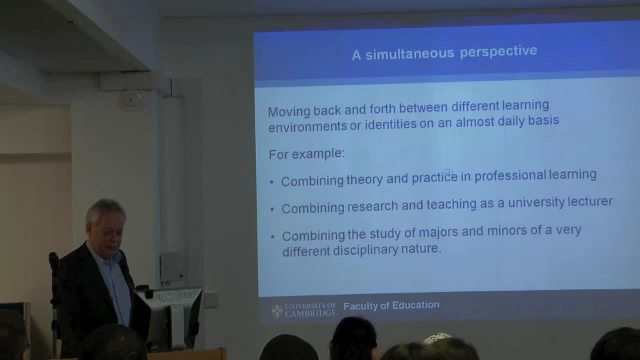 A simultaneous perspective
Moving back and forth between different learning
environments or identities on an almost daily basis
For example:
• Combining theory and practice in professional learning
• Combining research and teaching as a university lecturer
• Combining the study of majors and minors of a very
different disciplinary nature.
UNIVERSITY OF
CAMBRIDGE
Faculty of Education